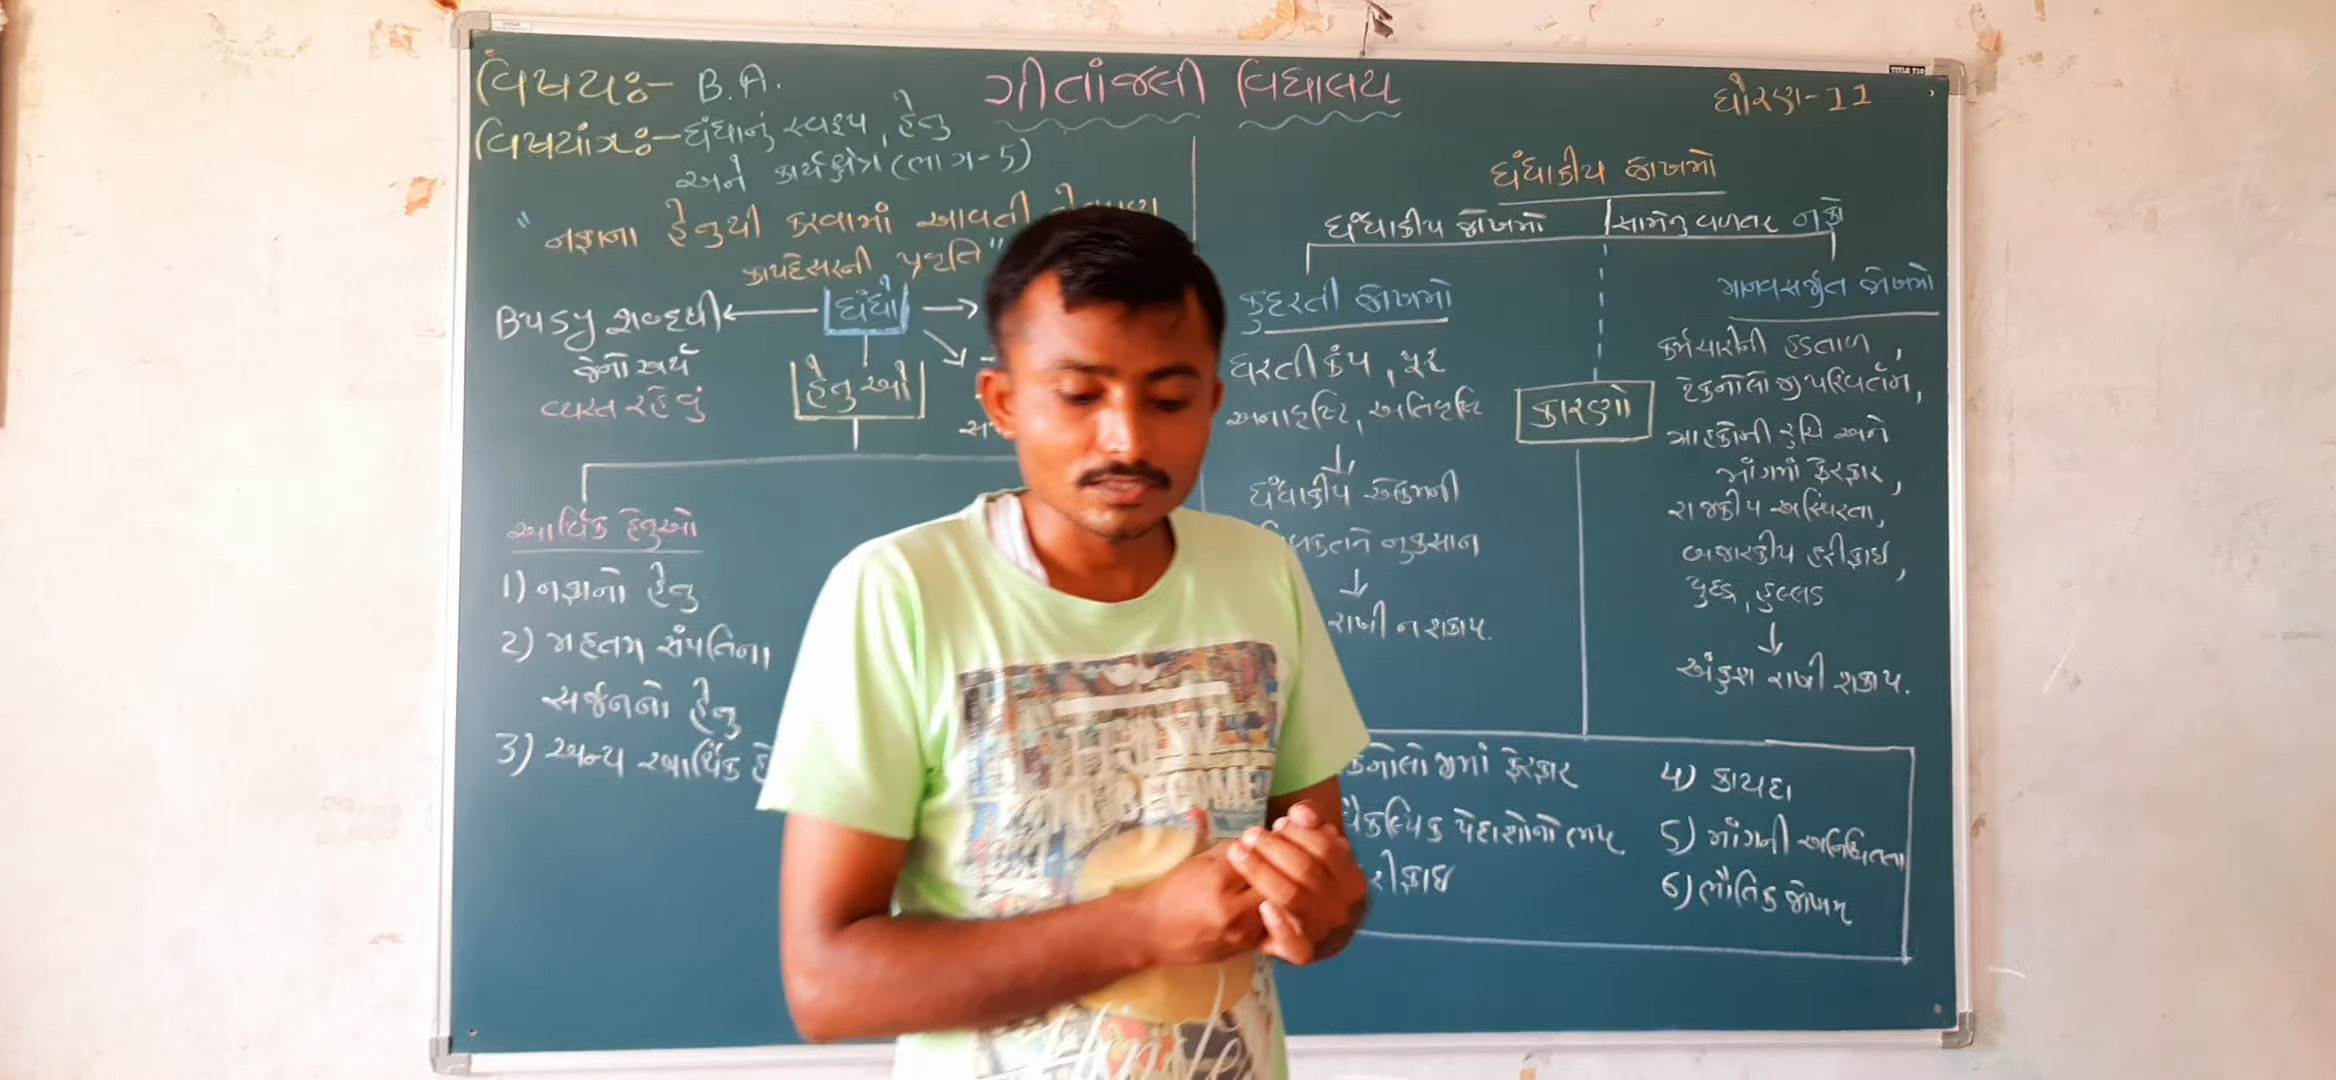 વિષયઃ- B.A.
ગીતાંજલી વિદ્યાલય
ધોરણ-11
વિષયાંગઃ- ધંધાનું સ્વરૂપ, હેતુ
અને કાર્યક્ષેત્ર (ભાગ-5)
"નફાના હેતુથી કરવામાં આવતી
કાયદેસરની પ્રવૃતિ"
ધંધો
Busy શબ્દથી
જેનો અર્થ
વ્યસ્ત રહેવું
હેતુઓ
આર્થિક હેતુઓ
1) નફાનો હેતુ
2) મહતમ સંપતિના
સર્જનનો હેતુ
3) અન્ય આર્થિક
ધંધાકીય જોખમો
ધંધાકીય જોખમો | સામેનુ વળતર નફો
કુદરતી જોખમો
ધરતીકંપ, પૂર
અનાવૃષ્ટિ, અતિવૃષ્ટિ
ધંધાકીય એકમની
નુકસાન
રાખી ન શકાય.
કારણો
માનવસર્જીત જોખમો
કર્મચારીની હડતાળ,
ટેકનોલોજી પરિવર્તન,
ગ્રાહકોની રુચિ અને
માંગમાં ફેરફાર,
રાજકીય અસ્થિરતા,
બજારકીય હરીફાઇ,
યુદ્ધ, હુલ્લડ
અંકુશ રાખી શકાય.
ફેરફાર
પેદાશોનો ભય
4) કાયદા
5) માંગની અનિશ્ચિતતા
6) ભૌતિક જોખમ